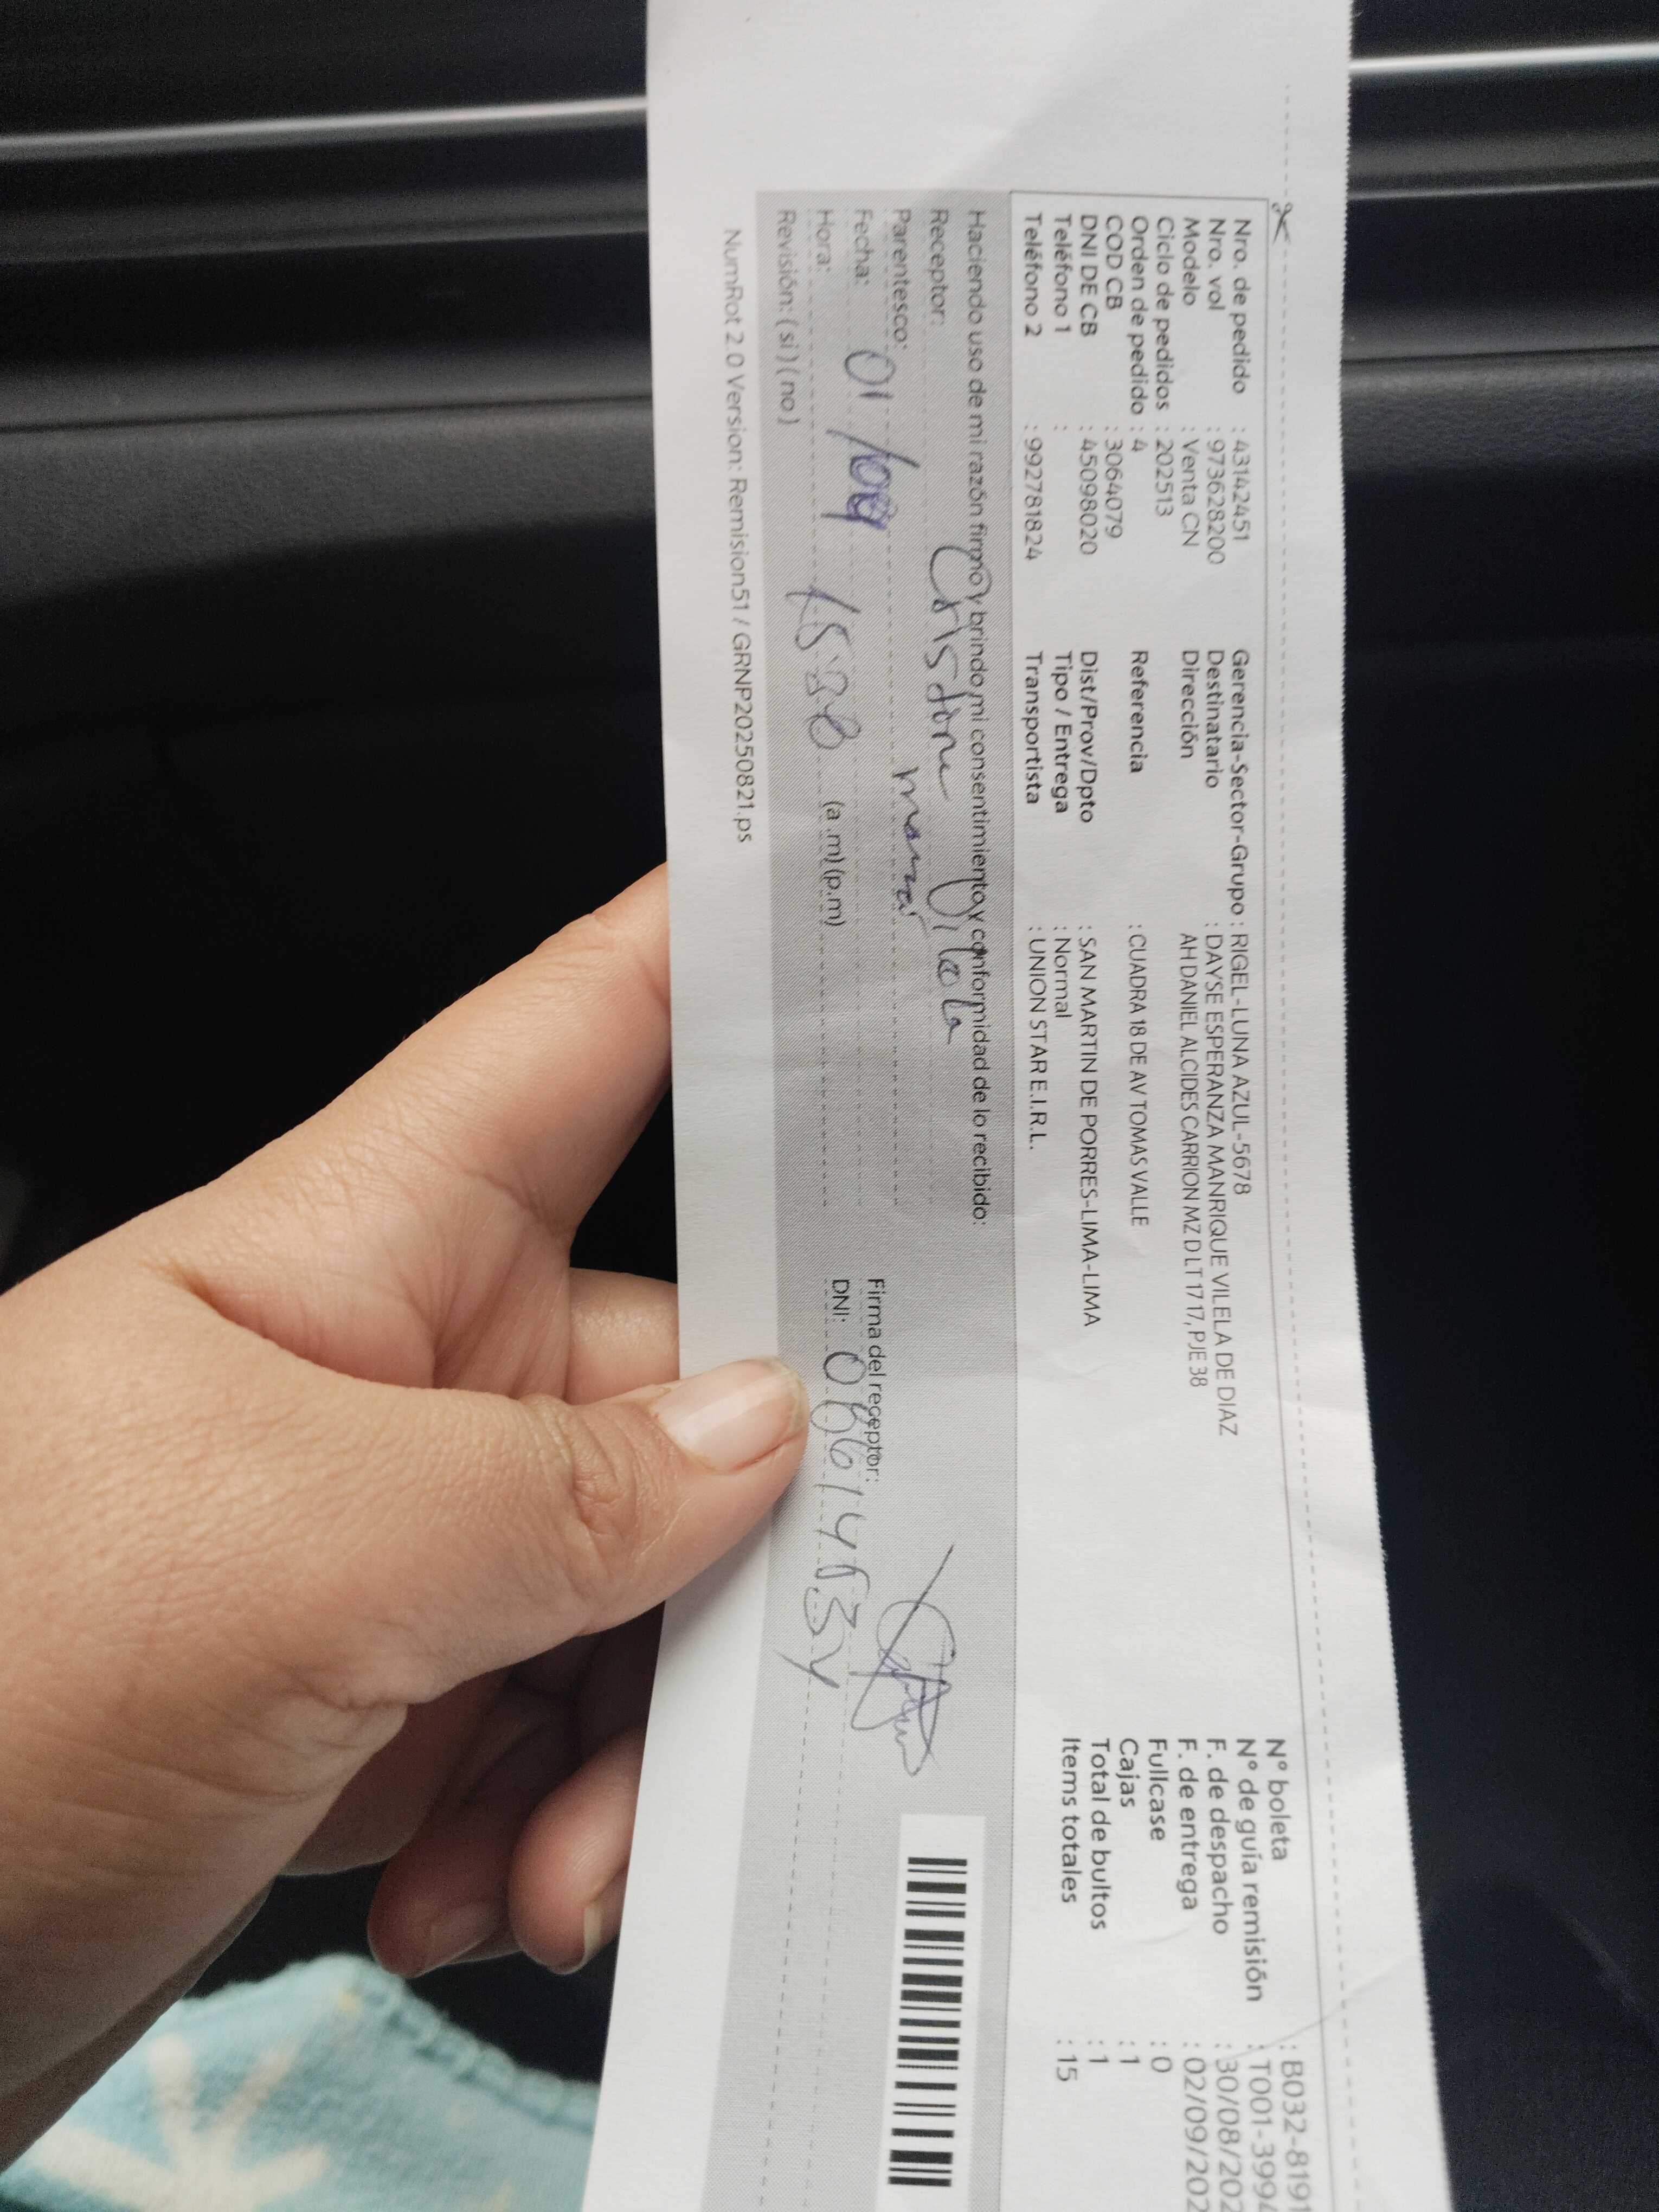 Nro. de pedido : 43142451
Nro. vol : 973628200
Modelo : Venta CN
Ciclo de pedidos : 202513
Orden de pedido : 4
COD CB : 3064079
DNI DE CB : 45098020
Teléfono 1 :
Teléfono 2 : 992781824
Gerencia-Sector-Grupo : RIGEL-LUNA AZUL-5678
Destinatario : DAYSE ESPERANZA MANRIQUE VILELA DE DIAZ
Dirección AH DANIEL ALCIDES CARRION MZ D LT 17 17, PJE 38
Referencia : CUADRA 18 DE AV TOMAS VALLE
Dist/Prov/Dpto : SAN MARTIN DE PORRES-LIMA-LIMA
Tipo / Entrega : Normal
Transportista : UNION STAR E.I.R.L.
N° boleta : B032-8191
N° de guía remisión : T001-3994
F. de despacho : 30/08/202
F. de entrega : 02/09/202
Fullcase : 0
Cajas : 1
Total de bultos : 1
Items totales : 15
Haciendo uso de mi razón firmo y brindo mi consentimiento y conformidad de lo recibido:
Receptor:
Parentesco: mamá
Fecha: 01/09
Hora: (a .m) (p.m)
Revisión: ( si ) ( no )
Firma del receptor:
DNI:
NumRot 2.0 Version: Remision51 / GRNP20250821.ps